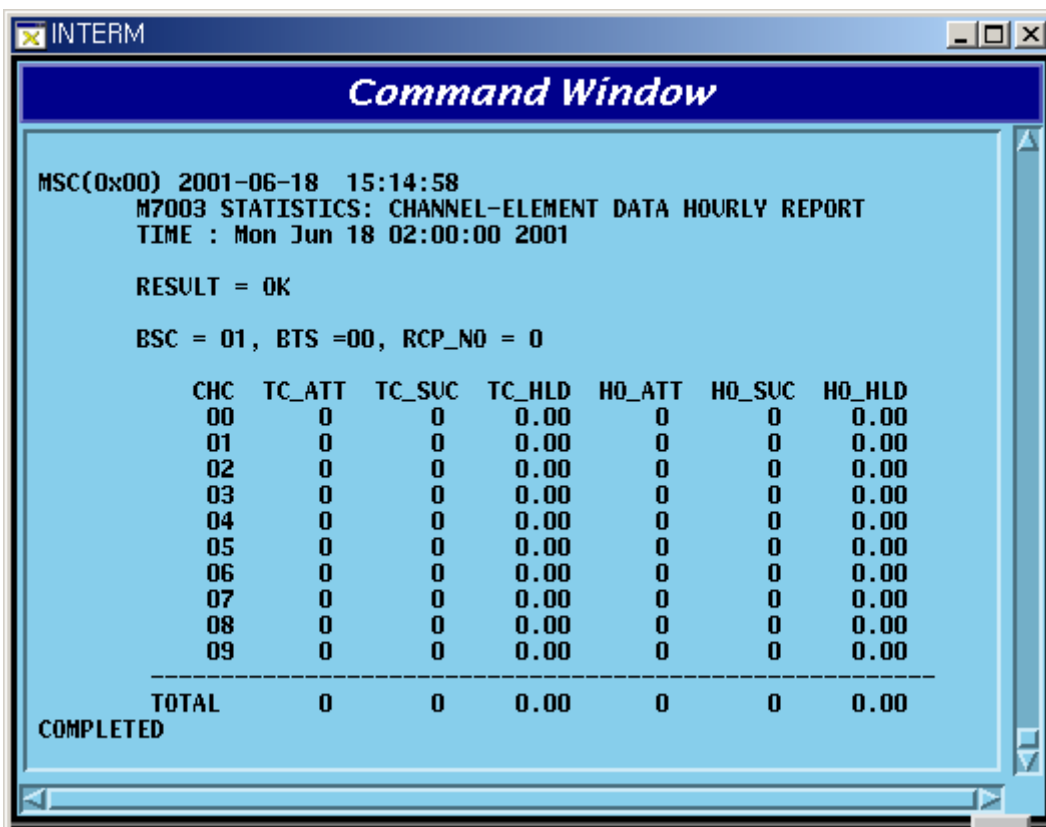 INTERM
Command Window
MSC(0x00) 2001-06-18 15:14:58
M7003 STATISTICS: CHANNEL-ELEMENT DATA HOURLY REPORT
TIME : Mon Jun 18 02:00:00 2001
RESULT = OK
BSC = 01, BTS =00, RCP_NO = 0
CHC TC_ATT TC_SUC TC_HLD HO_ATT HO_SUC HO_HLD
00 0 0 0.00 0 0 0.00
01 0 0 0.00 0 0 0.00
02 0 0 0.00 0 0 0.00
03 0 0 0.00 0 0 0.00
04 0 0 0.00 0 0 0.00
05 0 0 0.00 0 0 0.00
06 0 0 0.00 0 0 0.00
07 0 0 0.00 0 0 0.00
08 0 0 0.00 0 0 0.00
09 0 0 0.00 0 0 0.00
--------------------------------------------------------
TOTAL 0 0 0.00 0 0 0.00
COMPLETED